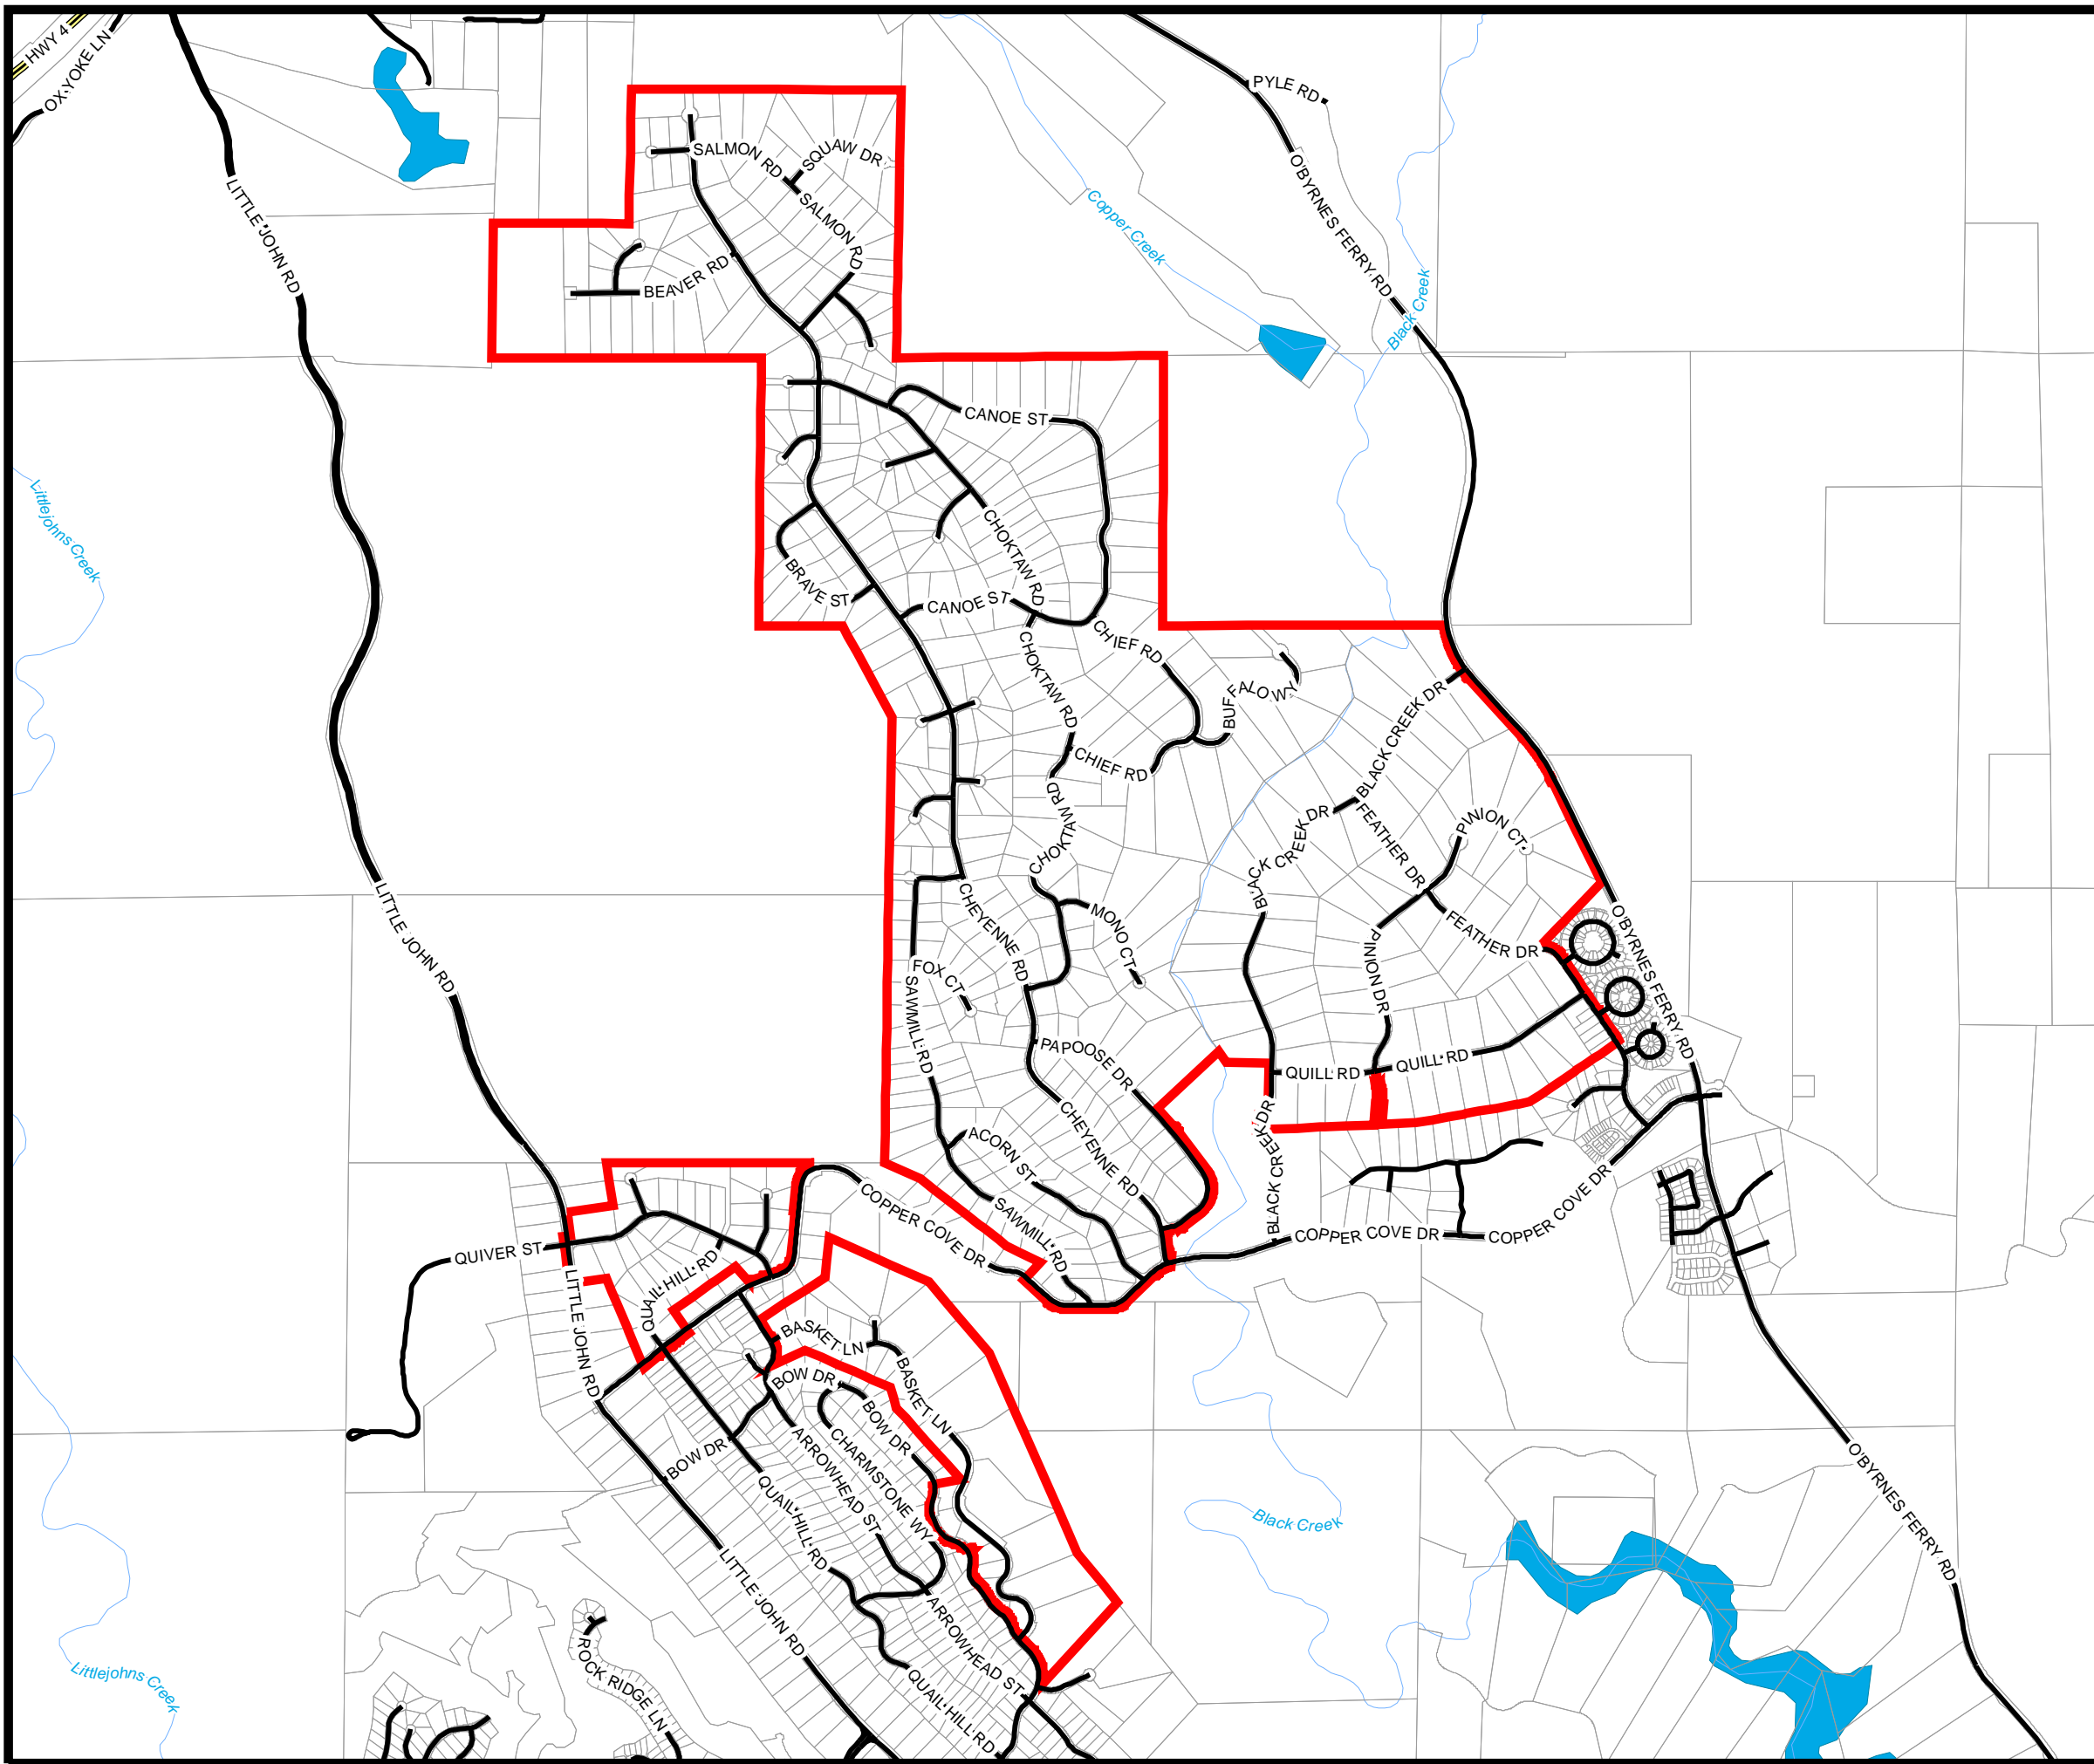 HWY 4
OX YOKE LN
PYLE RD
SALMON RD
SQUAW DR
O'BYRNES FERRY RD
LITTLE JOHN RD
SALMON RD
Copper Creek
BEAVER RD
Black Creek
CANOE ST
Littlejohns Creek
CHOKTAW RD
BRAVE ST
CANOE ST
CHIEF RD
CHOKTAW RD
BUFFALO WY
BLACK CREEK DR
CHIEF RD
CHOKTAW RD
BLACK CREEK DR
FEATHER DR
PINION CT
LITTLE JOHN RD
CHEYENNE RD
MONO CT
FEATHER DR
O'BYRNES FERRY RD
FOX CT
SAWMILL RD
PINION DR
PAPOOSE DR
QUILL RD
QUILL RD
CHEYENNE RD
ACORN ST
BLACK CREEK DR
COPPER COVE DR
SAWMILL RD
COPPER COVE DR
COPPER COVE DR
QUIVER ST
QUAIL HILL RD
LITTLE JOHN RD
BASKET LN
BASKET LN
BOW DR
BOW DR
BOW DR
ARROWHEAD ST
CHARMSTONE WY
QUAIL HILL RD
Black Creek
O'BYRNES FERRY RD
LITTLE JOHN RD
ARROWHEAD ST
ROCK RIDGE LN
QUAIL HILL RD
Littlejohns Creek